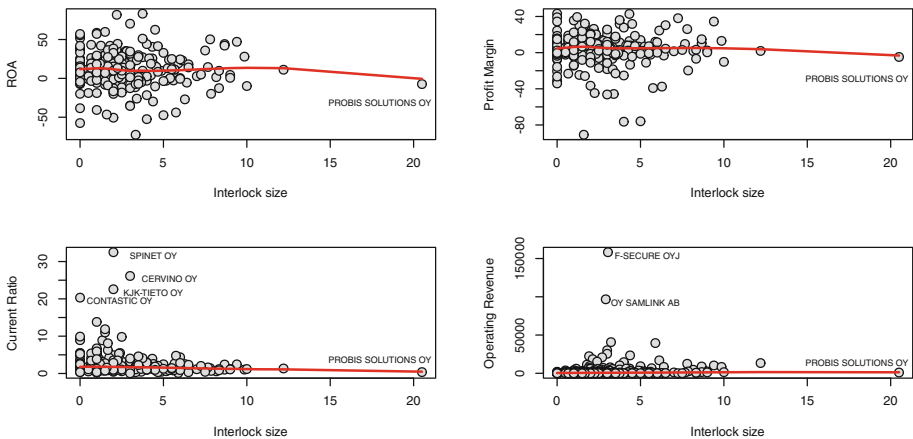 ROA
50
0
-50
PROBIS SOLUTIONS OY
0 5 10 15 20
Interlock size
Profit Margin
40
0
-40
-80
PROBIS SOLUTIONS OY
0 5 10 15 20
Interlock size
Current Ratio
30
20
10
0
SPINET OY
CERVINO OY
KJK-TIETO OY
CONTASTIC OY
PROBIS SOLUTIONS OY
0 5 10 15 20
Interlock size
Operating Revenue
150000
50000
0
F-SECURE OYJ
OY SAMLINK AB
PROBIS SOLUTIONS OY
0 5 10 15 20
Interlock size